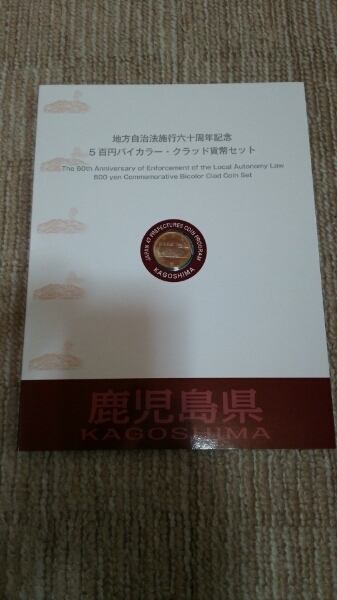 地方自治法施行六十周年記念
5百円バイカラー・クラッド貨幣セット
The 60th Anniversary of Enforcement of the Local Autonomy Law
500 yen Commemorative Bicolor Clad Coin Set
JAPAN 47 PREFECTURES COIN PROGRAM
KAGOSHIMA
鹿児島県
KAGOSHIMA